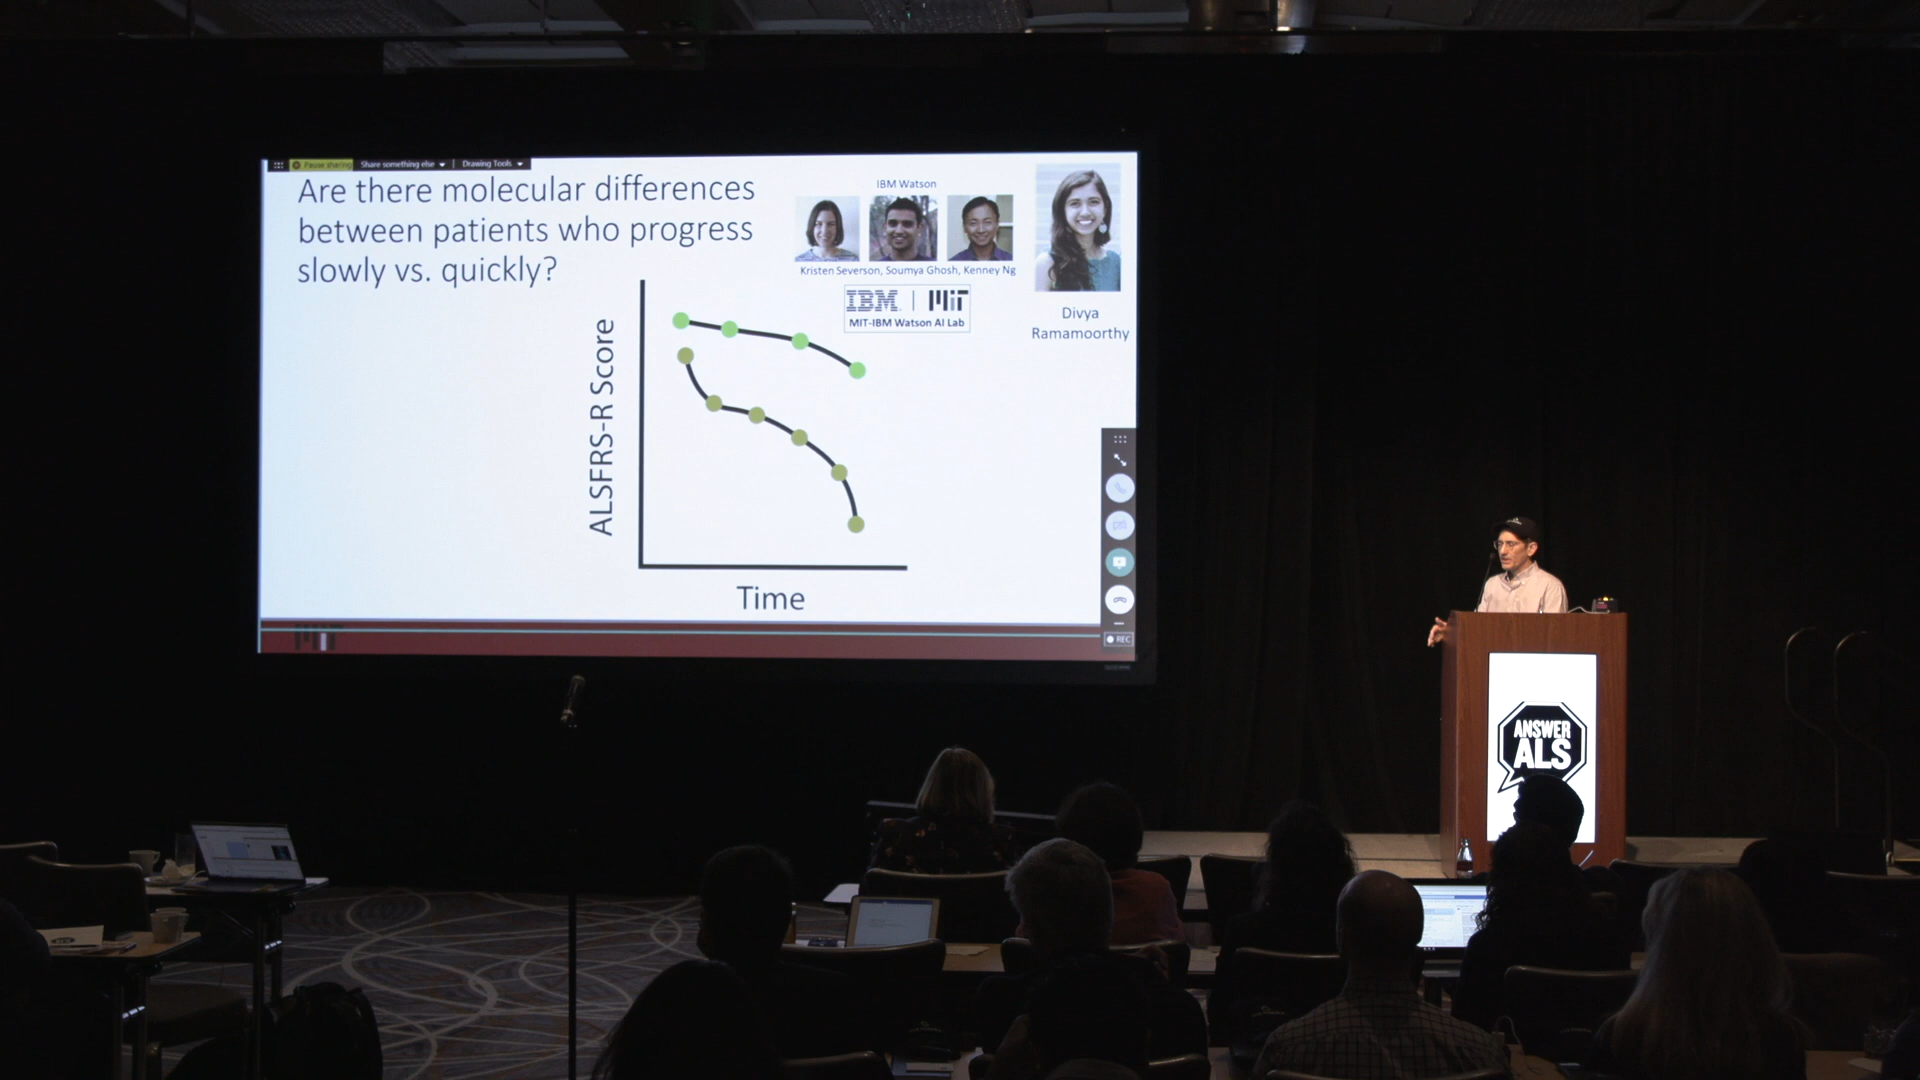 Pause sharing
Share something else
Drawing Tools
Are there molecular differences
between patients who progress
slowly vs. quickly?
IBM Watson
Kristen Severson, Soumya Ghosh, Kenney Ng
IBM | MIT
MIT-IBM Watson AI Lab
Divya
Ramamoorthy
ALSFRS-R Score
Time
REC
ANSWER
ALS